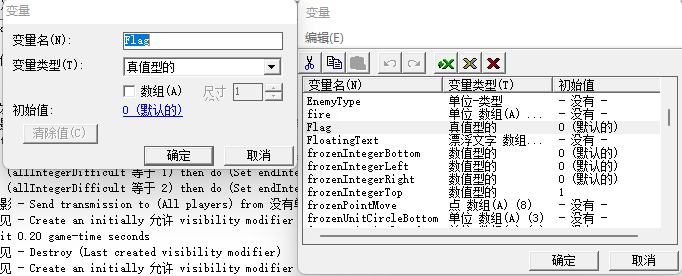 变量
变量名(N):
Flag
变量类型(T):
真值型的
数组(A)
尺寸
1
初始值:
0 (默认的)
清除值(C)
确定
取消
(allIntegerDifficult 等于 1) then do (Set endInte
(allIntegerDifficult 等于 2) then do (Set endInte
影 - Send transmission to (All players) from 没有单
见 - Create an initially 允许 visibility modifier
it 0.20 game-time seconds
见 - Destroy (Last created visibility modifier)
见 - Create an initially 允许 visibility modifier
变量
编辑(E)
变量名(N) 变量类型(T) 初始值
EnemyType 单位-类型 - 没有 -
fire 单位 数组(A) ... - 没有 -
Flag 真值型的 0 (默认的)
FloatingText 漂浮文字 数组... - 没有 -
frozenIntegerBottom 数值型的 0 (默认的)
frozenIntegerLeft 数值型的 0 (默认的)
frozenIntegerRight 数值型的 0 (默认的)
frozenIntegerTop 数值型的 1
frozenPointMove 点 数组(A) (8) - 没有 -
frozenUnitCircleBottom 单位 数组(A) (3) - 没有 -
确定
取消